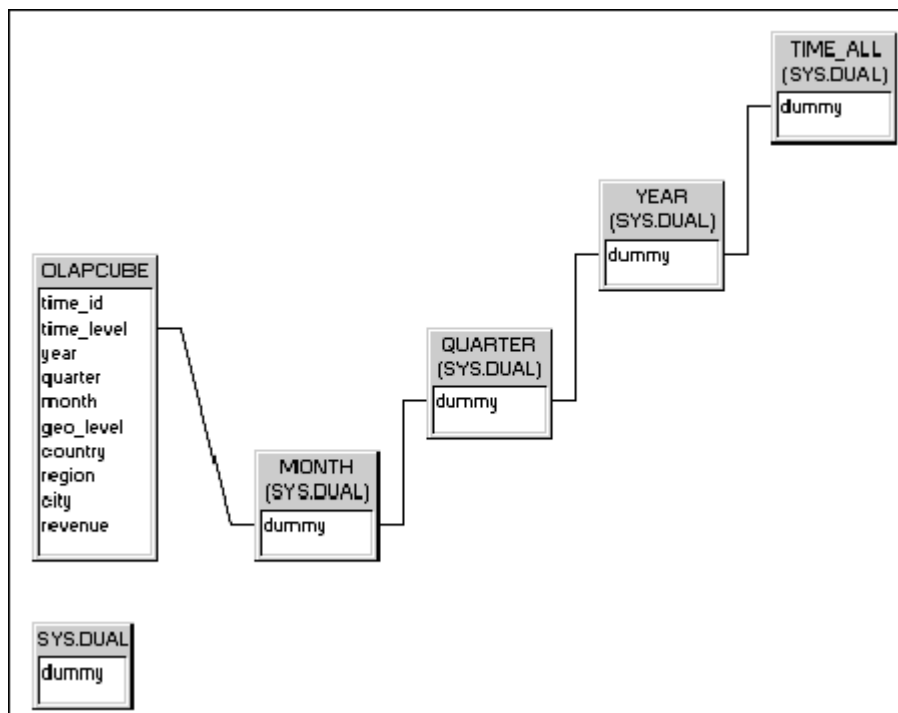 TIME_ALL
(SYS.DUAL)
dummy
YEAR
(SYS.DUAL)
dummy
OLAPCUBE
time_id
time_level
year
quarter
month
geo_level
country
region
city
revenue
QUARTER
(SYS.DUAL)
dummy
MONTH
(SYS.DUAL)
dummy
SYS.DUAL
dummy